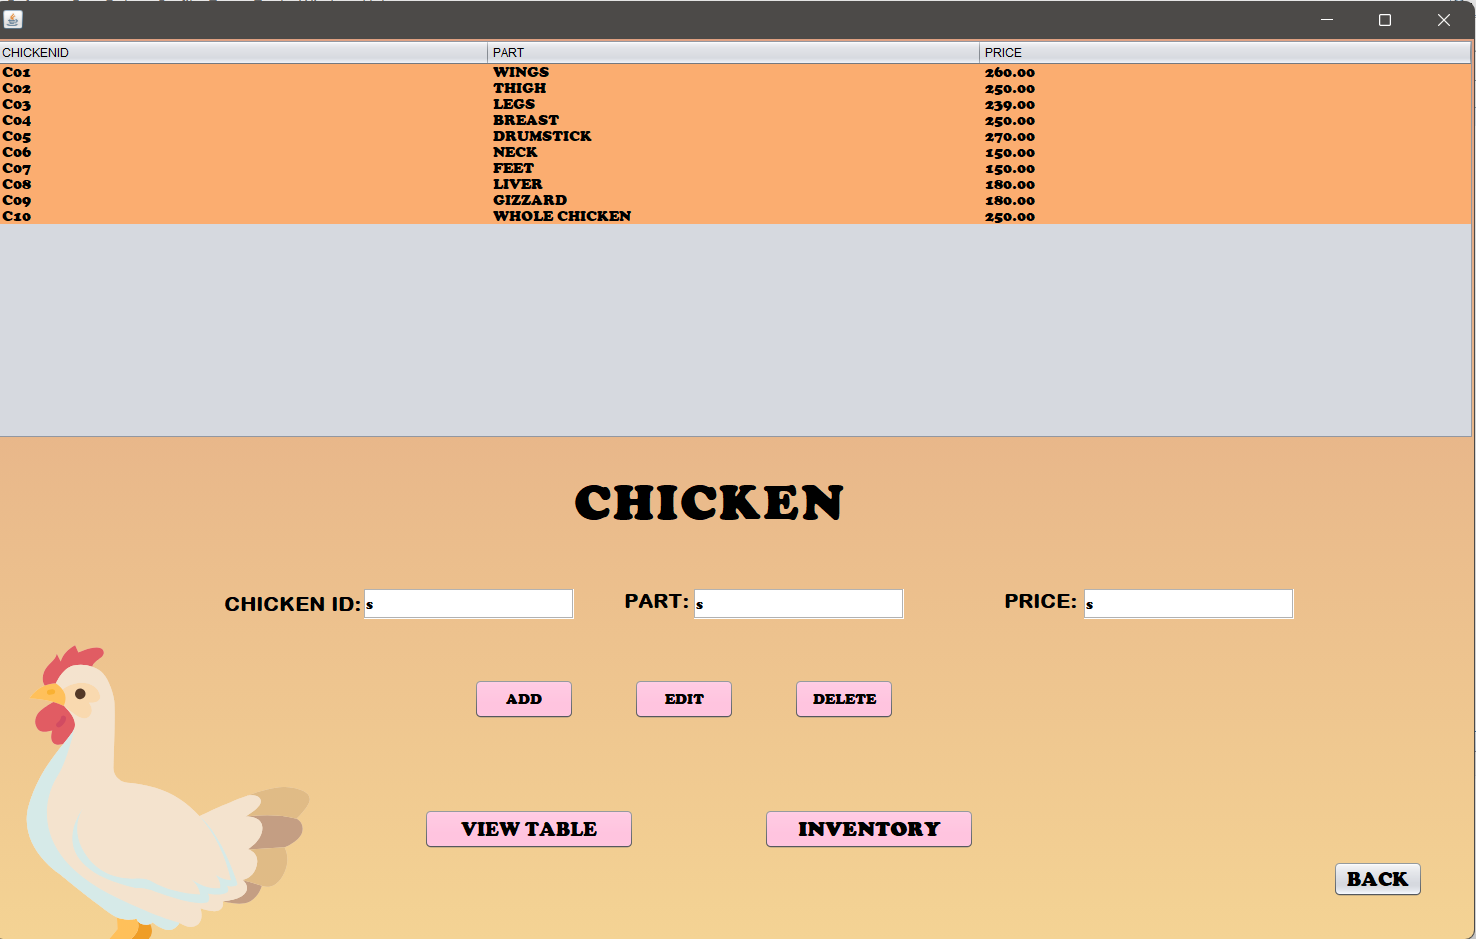 CHICKENID PART PRICE
C01 WINGS 260.00
C02 THIGH 250.00
C03 LEGS 239.00
C04 BREAST 250.00
C05 DRUMSTICK 270.00
C06 NECK 150.00
C07 FEET 150.00
C08 LIVER 180.00
C09 GIZZARD 180.00
C10 WHOLE CHICKEN 250.00
CHICKEN
CHICKEN ID: s PART: s PRICE: s
ADD EDIT DELETE
VIEW TABLE INVENTORY
BACK